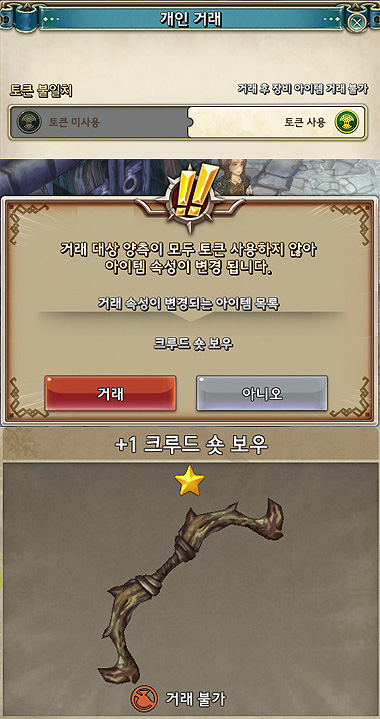 개인 거래
토큰 불일치
거래 후 장비 아이템 거래 불가
토큰 미사용
토큰 사용
!!
거래 대상 양측이 모두 토큰 사용하지 않아
아이템 속성이 변경 됩니다.
거래 속성이 변경되는 아이템 목록
크루드 숏 보우
거래
아니오
+1 크루드 숏 보우
거래 불가